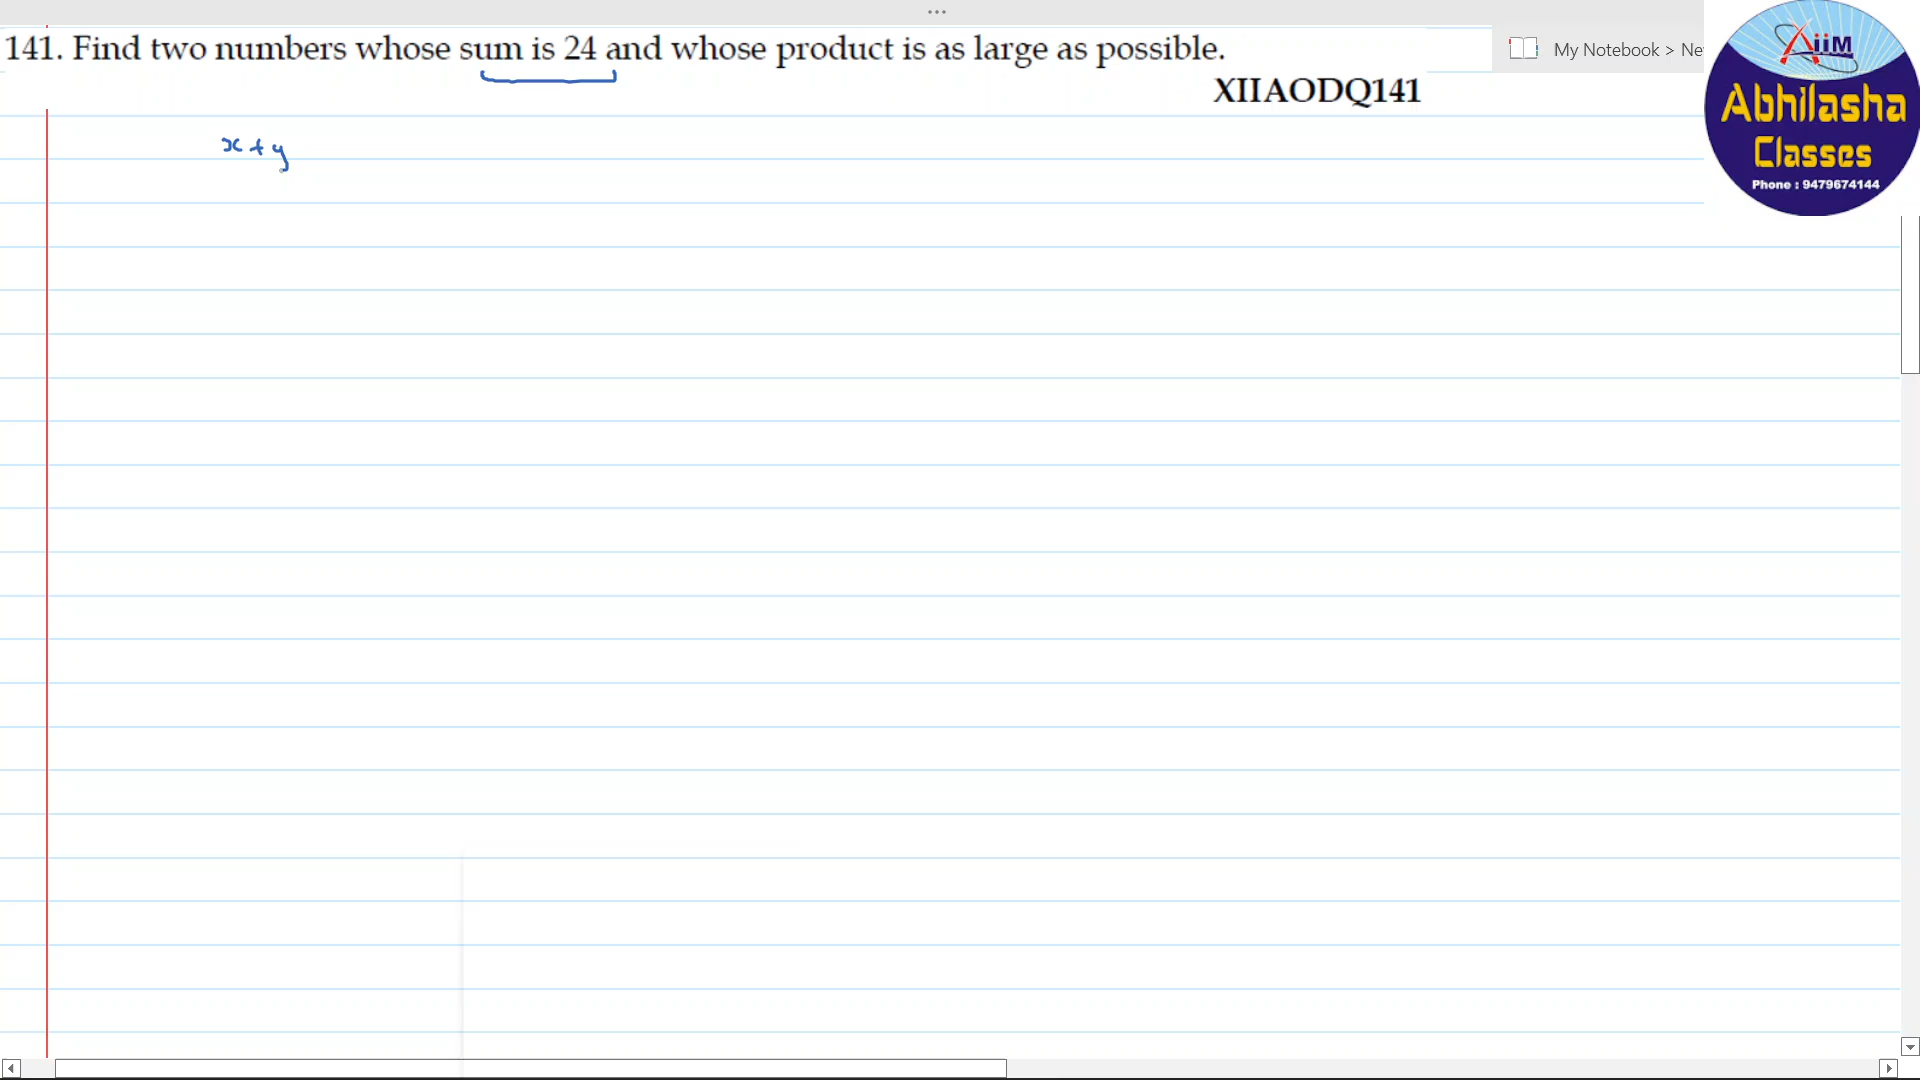 ...
141. Find two numbers whose sum is 24 and whose product is as large as possible.
My Notebook > Ne
XIIAODQ141
AiiM
Abhilasha
Classes
Phone : 9479674144
x + y